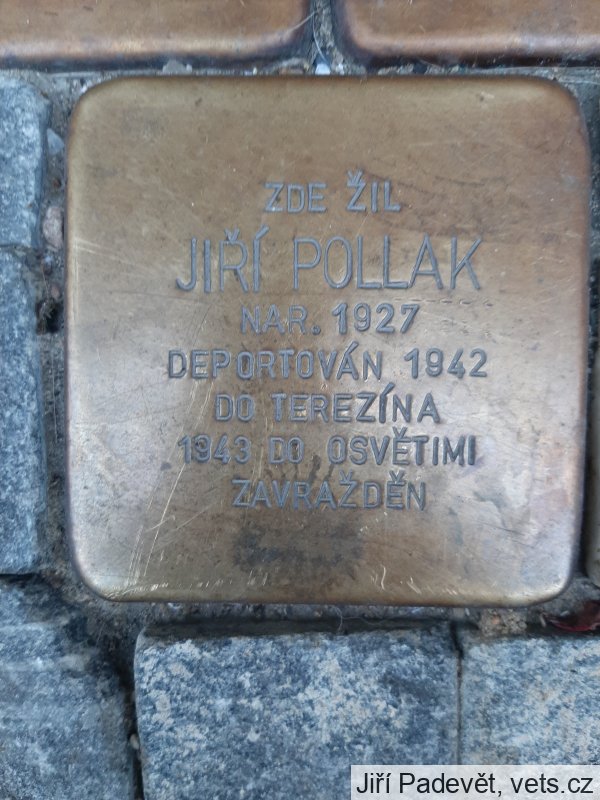 ZDE ŽIL
JIŘÍ POLLAK
NAR. 1927
DEPORTOVÁN 1942
DO TEREZÍNA
1943 DO OSVĚTIMI
ZAVRAŽDĚN
Jiří Padevět, vets.cz